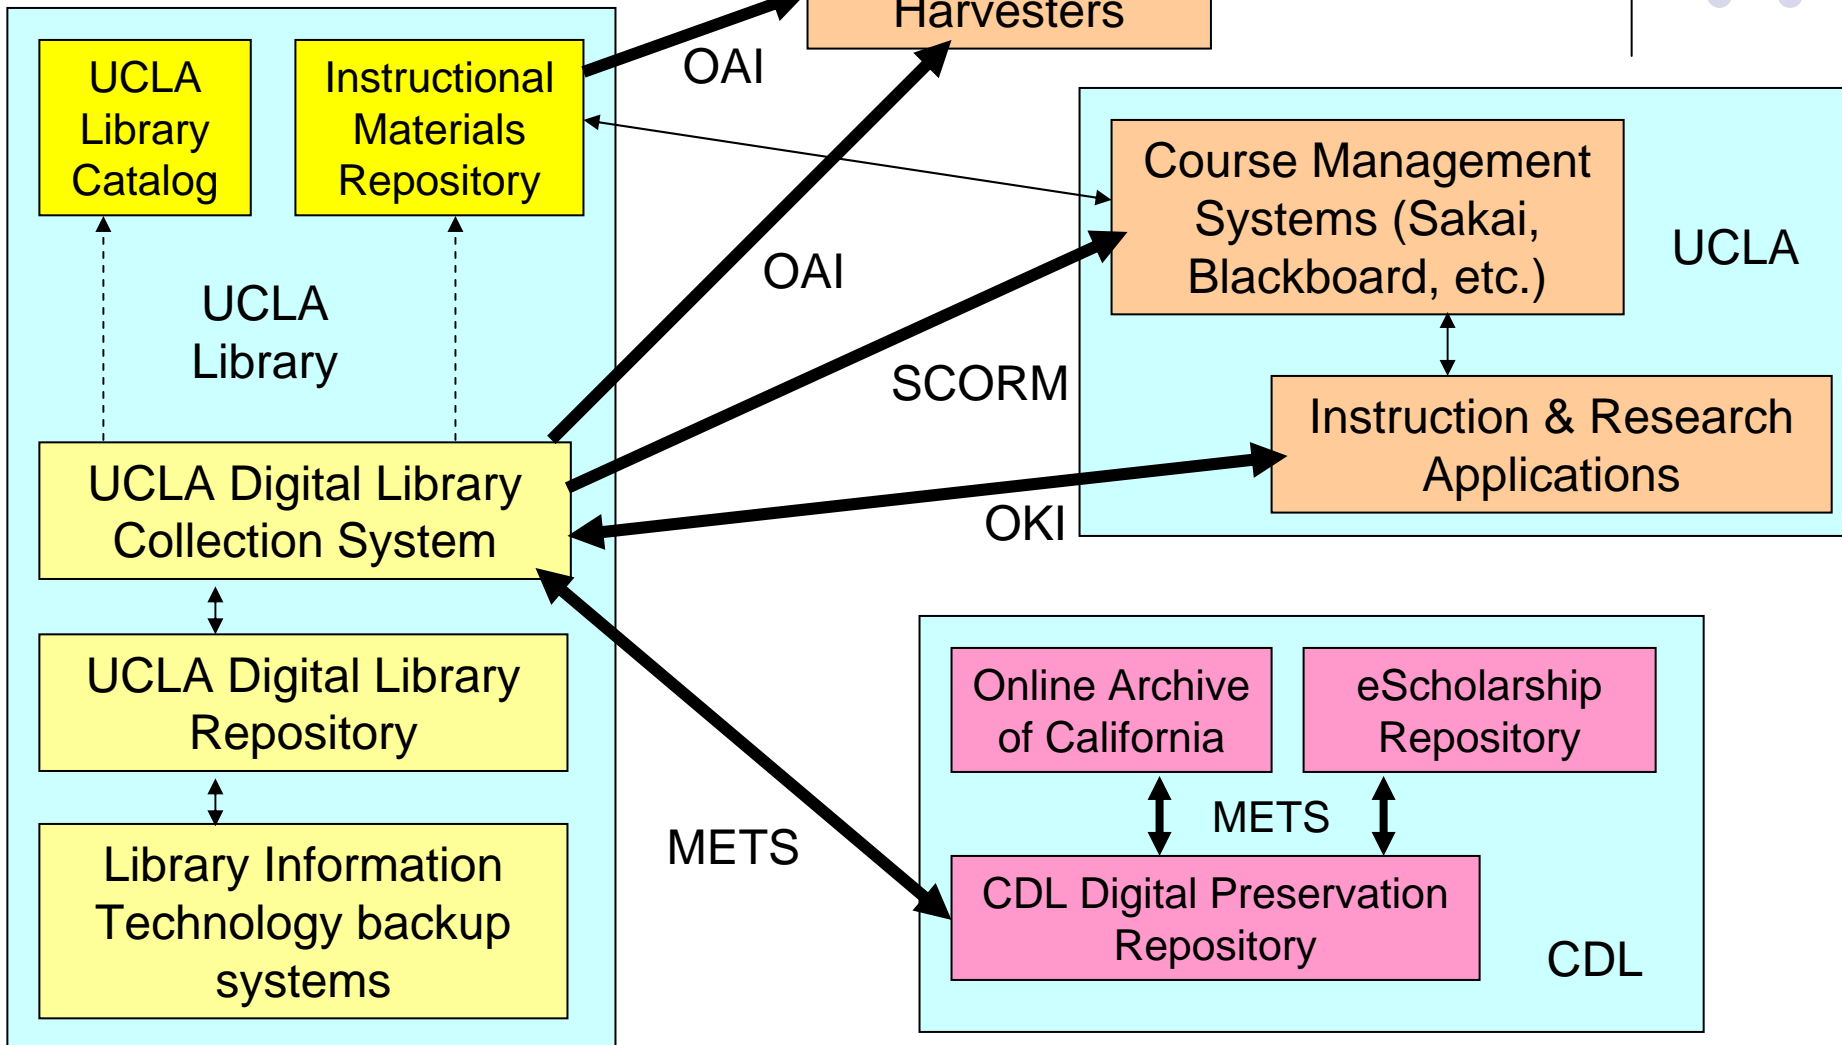 Harvesters
UCLA
Library
Catalog
Instructional
Materials
Repository
OAI
Course Management
Systems (Sakai,
Blackboard, etc.)
UCLA
OAI
UCLA
Library
SCORM
Instruction & Research
Applications
UCLA Digital Library
Collection System
OKI
UCLA Digital Library
Repository
Online Archive
of California
eScholarship
Repository
METS
METS
Library Information
Technology backup
systems
CDL Digital Preservation
Repository
CDL